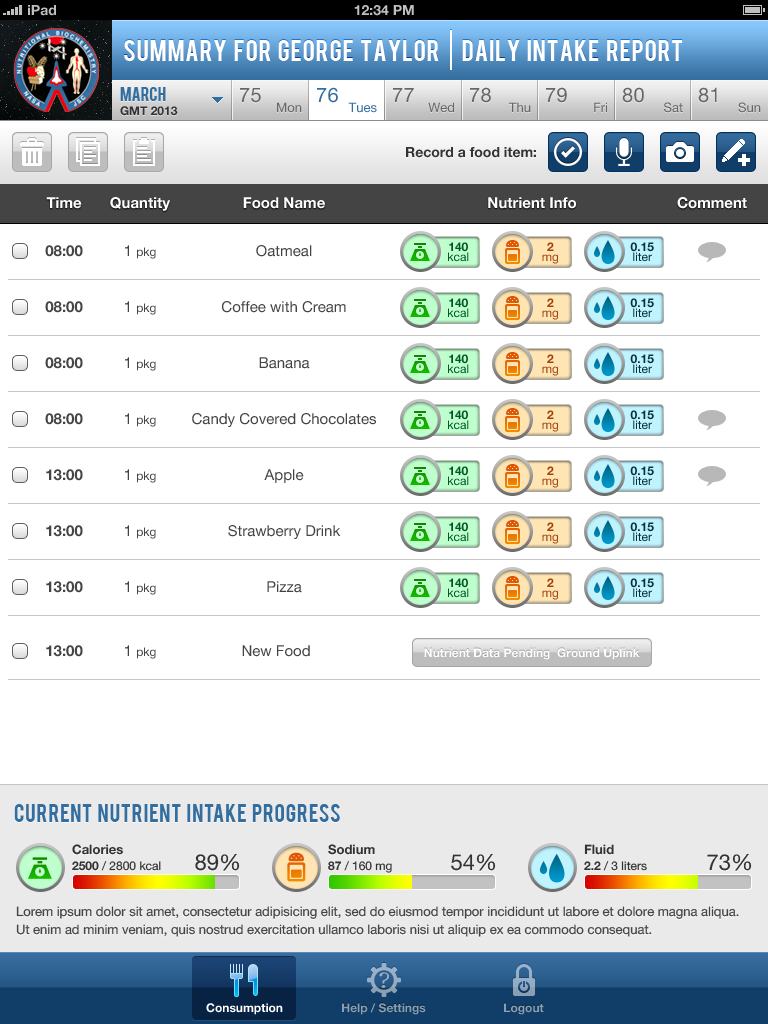 iPad 12:34 PM
NUTRITIONAL BIOCHEMISTRY
NASA JSC
SUMMARY FOR GEORGE TAYLOR | DAILY INTAKE REPORT
MARCH
GMT 2013
75 Mon 76 Tues 77 Wed 78 Thu 79 Fri 80 Sat 81 Sun
Record a food item:
Time Quantity Food Name Nutrient Info Comment
08:00 1 pkg Oatmeal 140 kcal 2 mg 0.15 liter
08:00 1 pkg Coffee with Cream 140 kcal 2 mg 0.15 liter
08:00 1 pkg Banana 140 kcal 2 mg 0.15 liter
08:00 1 pkg Candy Covered Chocolates 140 kcal 2 mg 0.15 liter
13:00 1 pkg Apple 140 kcal 2 mg 0.15 liter
13:00 1 pkg Strawberry Drink 140 kcal 2 mg 0.15 liter
13:00 1 pkg Pizza 140 kcal 2 mg 0.15 liter
13:00 1 pkg New Food Nutrient Data Pending Ground Uplink
CURRENT NUTRIENT INTAKE PROGRESS
Calories
2500 / 2800 kcal 89%
Sodium
87 / 160 mg 54%
Fluid
2.2 / 3 liters 73%
Lorem ipsum dolor sit amet, consectetur adipisicing elit, sed do eiusmod tempor incididunt ut labore et dolore magna aliqua.
Ut enim ad minim veniam, quis nostrud exercitation ullamco laboris nisi ut aliquip ex ea commodo consequat.
Consumption Help / Settings Logout